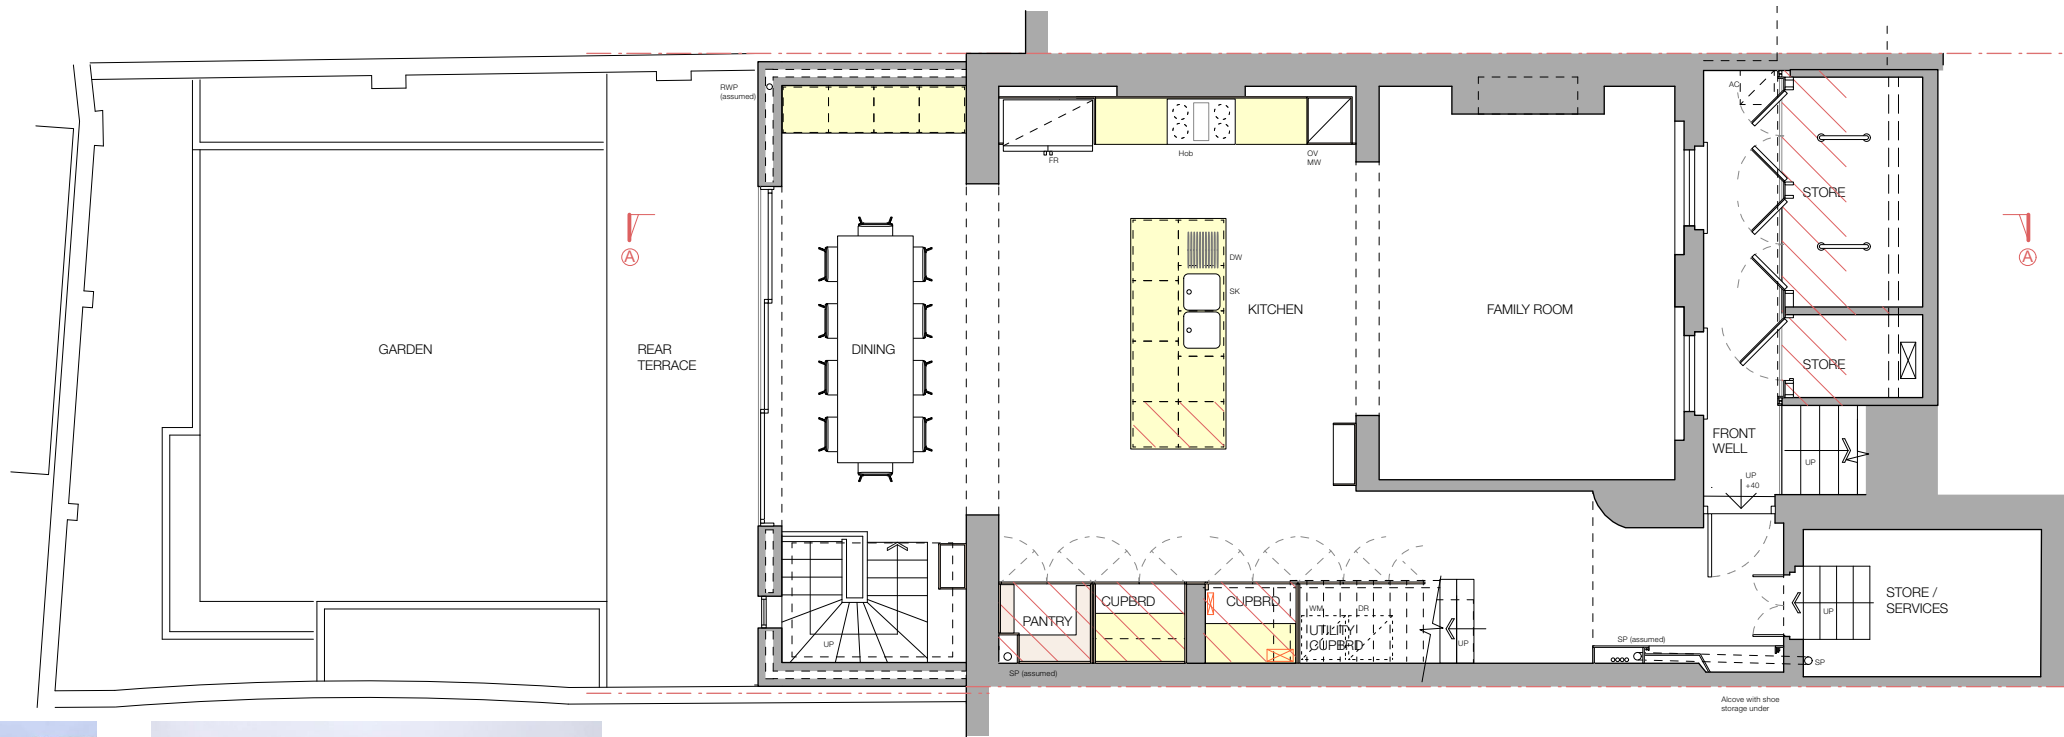 RWP
(assumed)
AC
FR
Hob
OV
MW
STORE
A
A
DW
SK
KITCHEN
FAMILY ROOM
GARDEN
REAR
TERRACE
DINING
STORE
FRONT
WELL
UP
UP
+40
PANTRY
CUPBRD
CUPBRD
WM
DR
UTILITY
CUPBRD
UP
UP
UP
STORE /
SERVICES
SP (assumed)
SP
SP (assumed)
Alcove with shoe
storage under